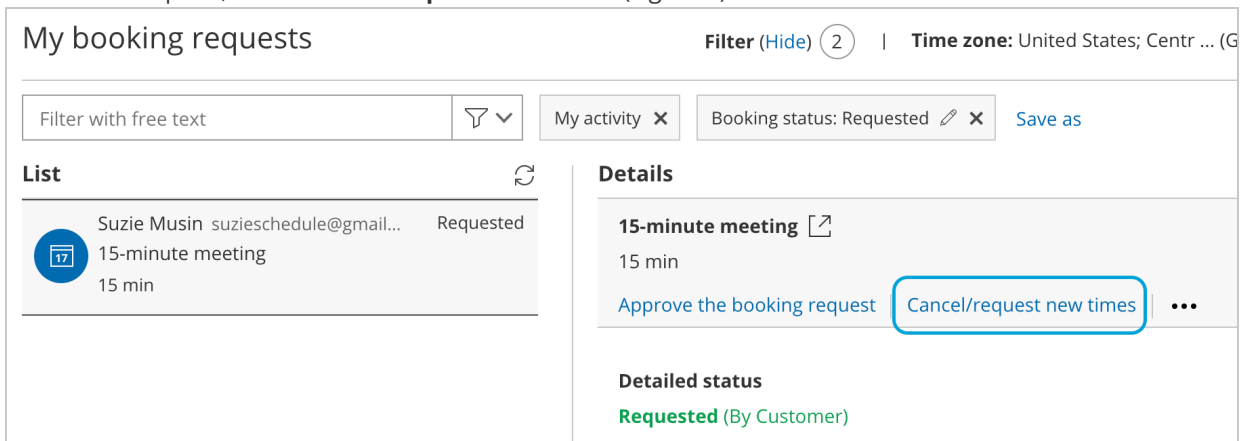 My booking requests
Filter (Hide) 2 | Time zone: United States; Centr ... (G
Filter with free text
My activity ✕
Booking status: Requested ✕
Save as
List
Details
Suzie Musin suzieschedule@gmail... Requested
17
15-minute meeting
15 min
15-minute meeting
15 min
Approve the booking request | Cancel/request new times | •••
Detailed status
Requested (By Customer)